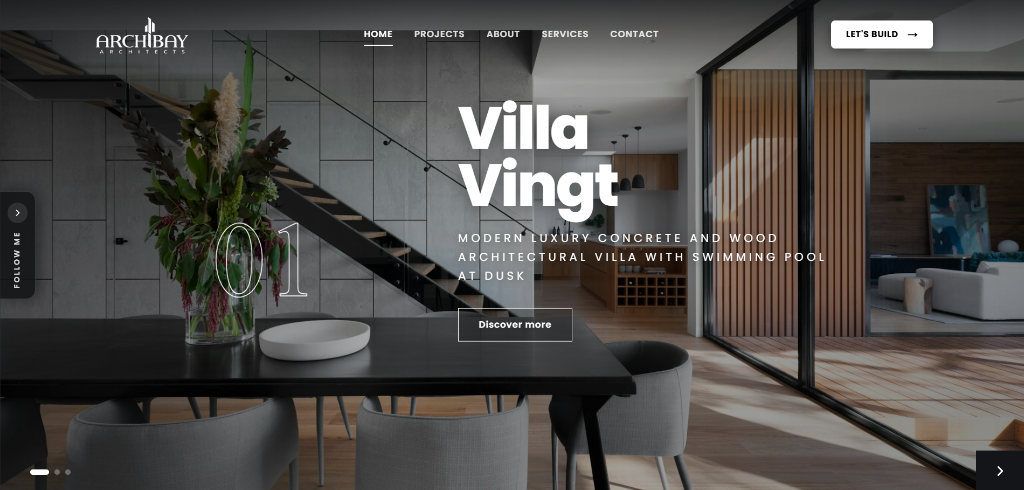 ARCHIBAY
ARCHITECTS
HOME
PROJECTS
ABOUT
SERVICES
CONTACT
LET'S BUILD →
Villa
Vingt
01
MODERN LUXURY CONCRETE AND WOOD
ARCHITECTURAL VILLA WITH SWIMMING POOL
AT DUSK
Discover more
FOLLOW ME